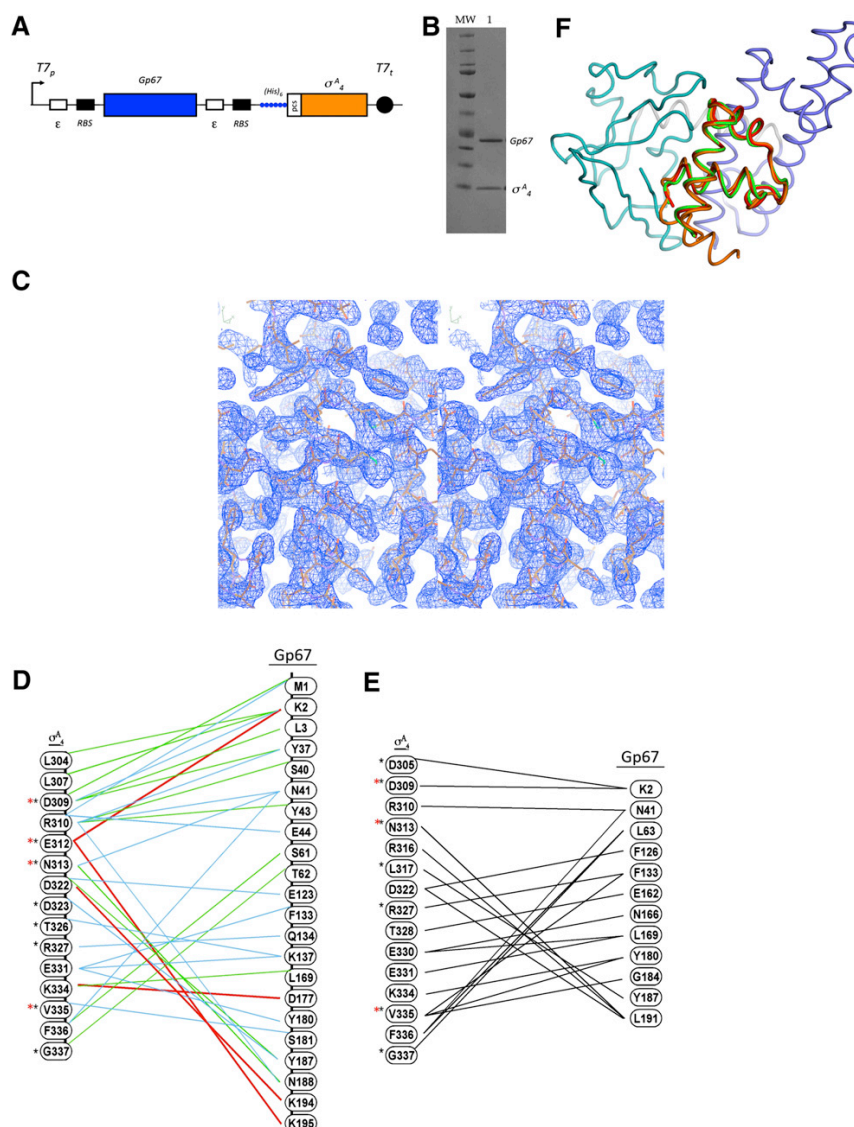 A
T7p
Gp67
(His)6
σA4
T7t
pcs
ε
RBS
ε
RBS
B
MW 1
Gp67
σA4
F
C
D
Gp67
σA4
L304
L307
** D309
R310
** E312
** N313
D322
* D323
* T326
* R327
E331
K334
** V335
F336
* G337
M1
K2
L3
Y37
S40
N41
Y43
E44
S61
T62
E123
F133
Q134
K137
L169
D177
Y180
S181
Y187
N188
K194
K195
E
σA4
Gp67
* D305
** D309
R310
** N313
R316
* L317
D322
* R327
T328
E330
E331
K334
** V335
F336
* G337
K2
N41
L63
F126
F133
E162
N166
L169
Y180
G184
Y187
L191